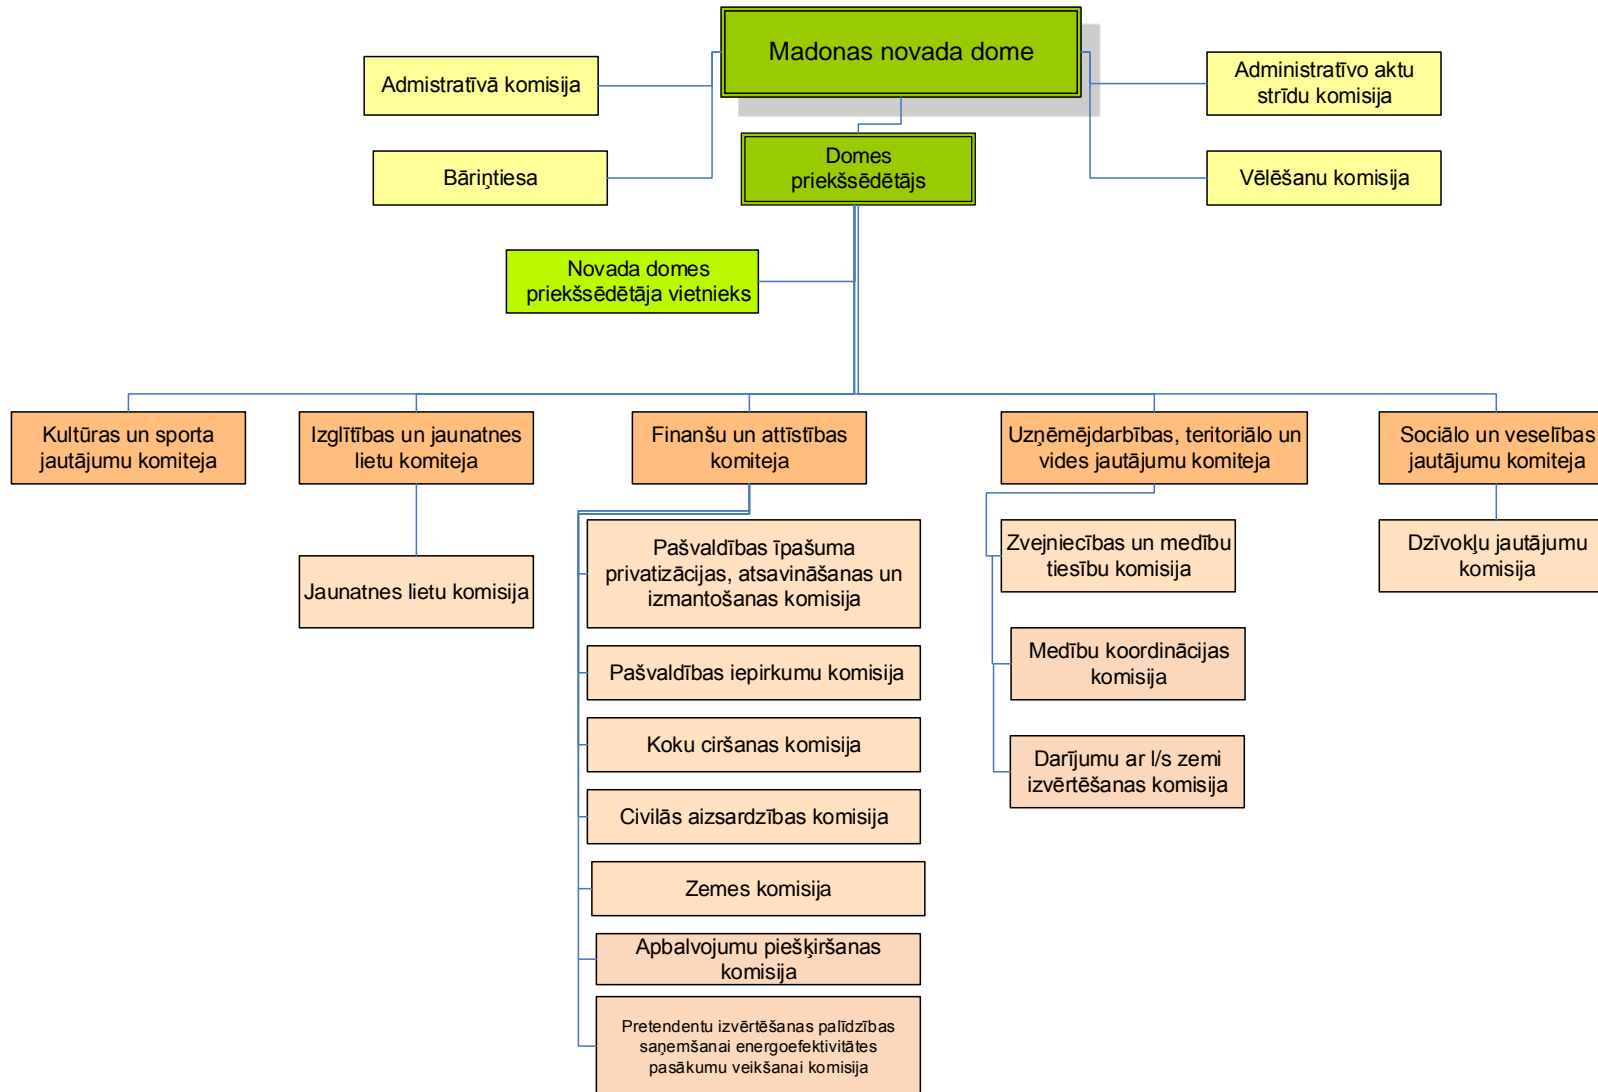 Madonas novada dome
Admistratīvā komisija
Administratīvo aktu
strīdu komisija
Bāriņtiesa
Domes
priekšsēdētājs
Vēlēšanu komisija
Novada domes
priekšsēdētāja vietnieks
Kultūras un sporta
jautājumu komiteja
Izglītības un jaunatnes
lietu komiteja
Finanšu un attīstības
komiteja
Uzņēmējdarbības, teritoriālo un
vides jautājumu komiteja
Sociālo un veselības
jautājumu komiteja
Jaunatnes lietu komisija
Pašvaldības īpašuma
privatizācijas, atsavināšanas un
izmantošanas komisija
Pašvaldības iepirkumu komisija
Koku ciršanas komisija
Civilās aizsardzības komisija
Zemes komisija
Apbalvojumu piešķiršanas
komisija
Pretendentu izvērtēšanas palīdzības
saņemšanai energoefektivitātes
pasākumu veikšanai komisija
Zvejniecības un medību
tiesību komisija
Medību koordinācijas
komisija
Darījumu ar l/s zemi
izvērtēšanas komisija
Dzīvokļu jautājumu
komisija